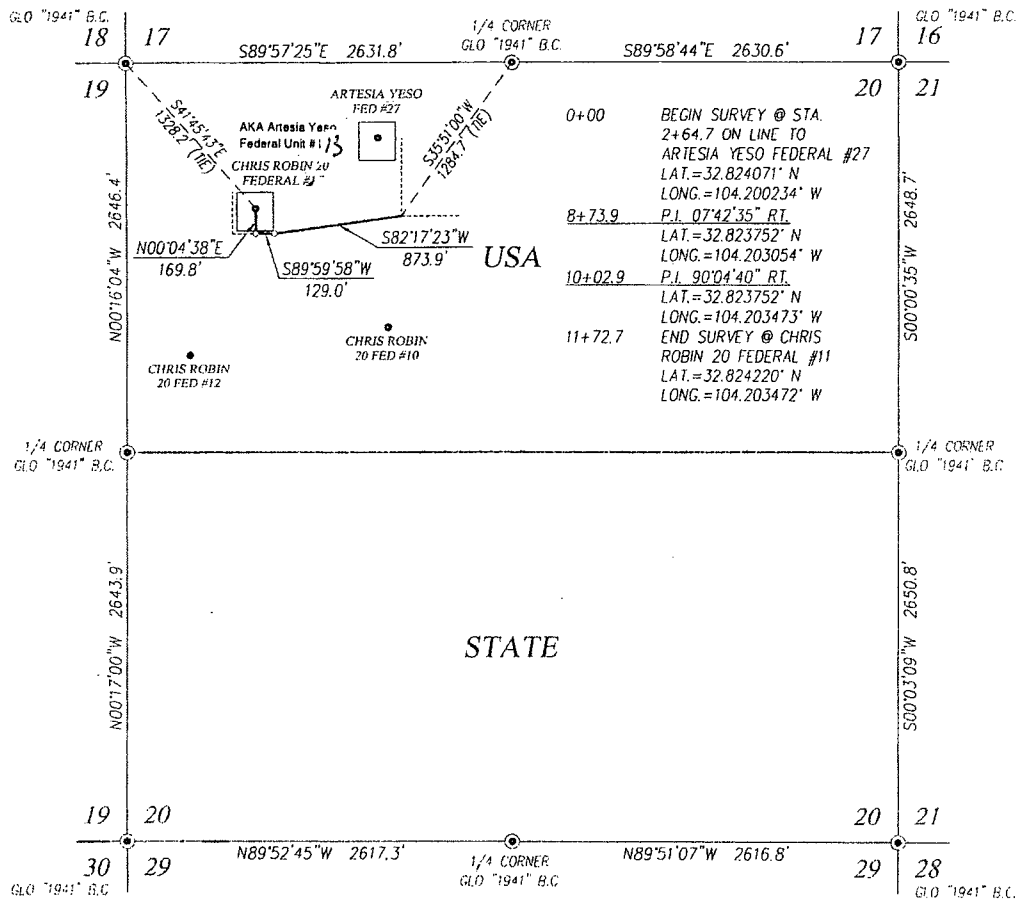 GLO "1941" B.C.
1/4 CORNER
GLO "1941" B.C.
GLO "1941" B.C.
18 17
S89°57'25"E 2631.8'
S89°58'44"E 2630.6'
17 16
19
20 21
S41°45'43"E
1328.2' (TIE)
ARTESIA YESO
FED #27
S35°51'00"W
1284.7' (TIE)
AKA Artesia Yeso
Federal Unit #13
CHRIS ROBIN 20
FEDERAL
0+00 BEGIN SURVEY @ STA.
2+64.7 ON LINE TO
ARTESIA YESO FEDERAL #27
LAT.=32.824071° N
LONG.=104.200234° W
8+73.9 P.I. 07°42'35" RT.
LAT.=32.823752° N
LONG.=104.203054° W
10+02.9 P.I. 90°04'40" RT.
LAT.=32.823752° N
LONG.=104.203473° W
11+72.7 END SURVEY @ CHRIS
ROBIN 20 FEDERAL #11
LAT.=32.824220° N
LONG.=104.203472° W
N00°16'04"W 2646.4'
S00°00'35"W 2648.7'
N00°04'38"E
169.8'
S89°59'58"W
129.0'
S82°17'23"W
873.9'
USA
CHRIS ROBIN
20 FED #10
CHRIS ROBIN
20 FED #12
1/4 CORNER
GLO "1941" B.C.
1/4 CORNER
GLO "1941" B.C.
N00°17'00"W 2643.9'
S00°03'09"W 2650.8'
STATE
19 20
20 21
N89°52'45"W 2617.3'
1/4 CORNER
GLO "1941" B.C.
N89°51'07"W 2616.8'
30 29
29 28
GLO "1941" B.C.
GLO "1941" B.C.